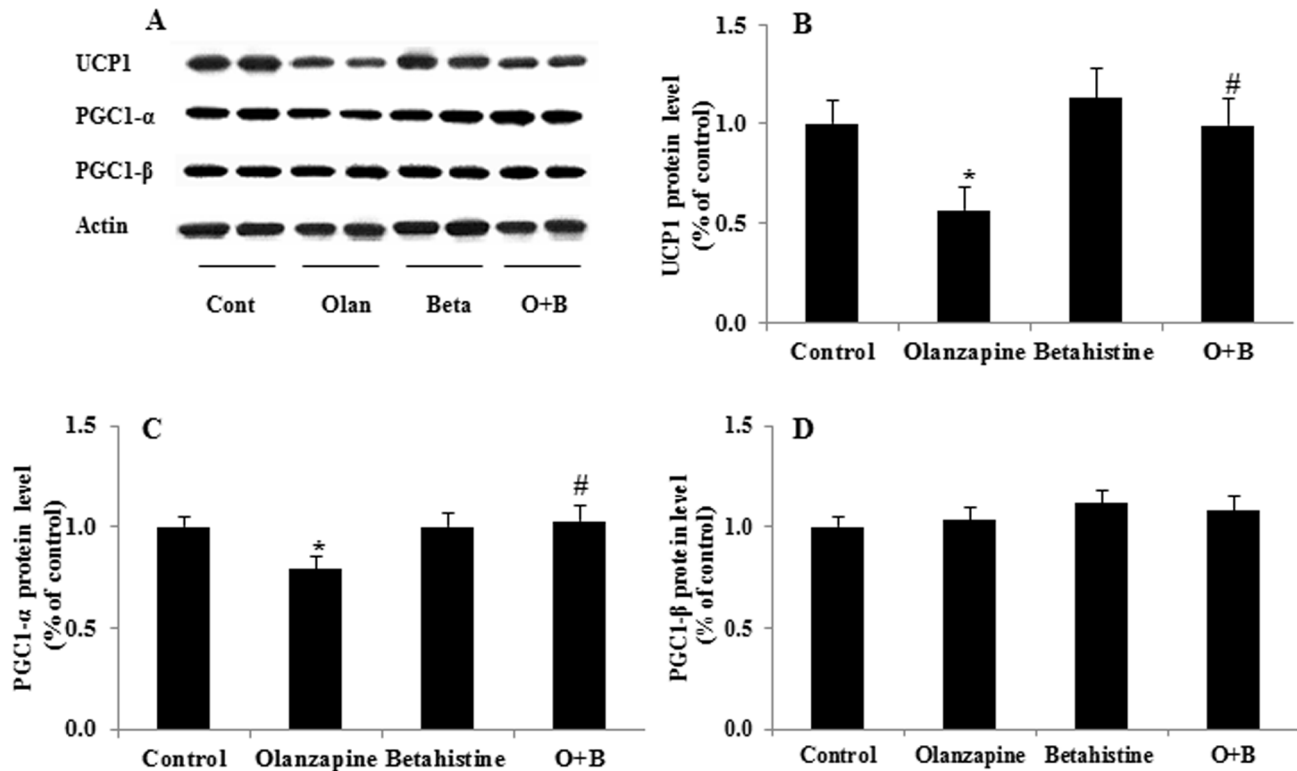 A
UCP1
PGC1-α
PGC1-β
Actin
Cont Olan Beta O+B
B
UCP1 protein level
(% of control)
1.5
1.0
0.5
0.0
*
#
Control Olanzapine Betahistine O+B
C
PGC1-α protein level
(% of control)
1.5
1.0
0.5
0.0
*
#
Control Olanzapine Betahistine O+B
D
PGC1-β protein level
(% of control)
1.5
1.0
0.5
0.0
Control Olanzapine Betahistine O+B